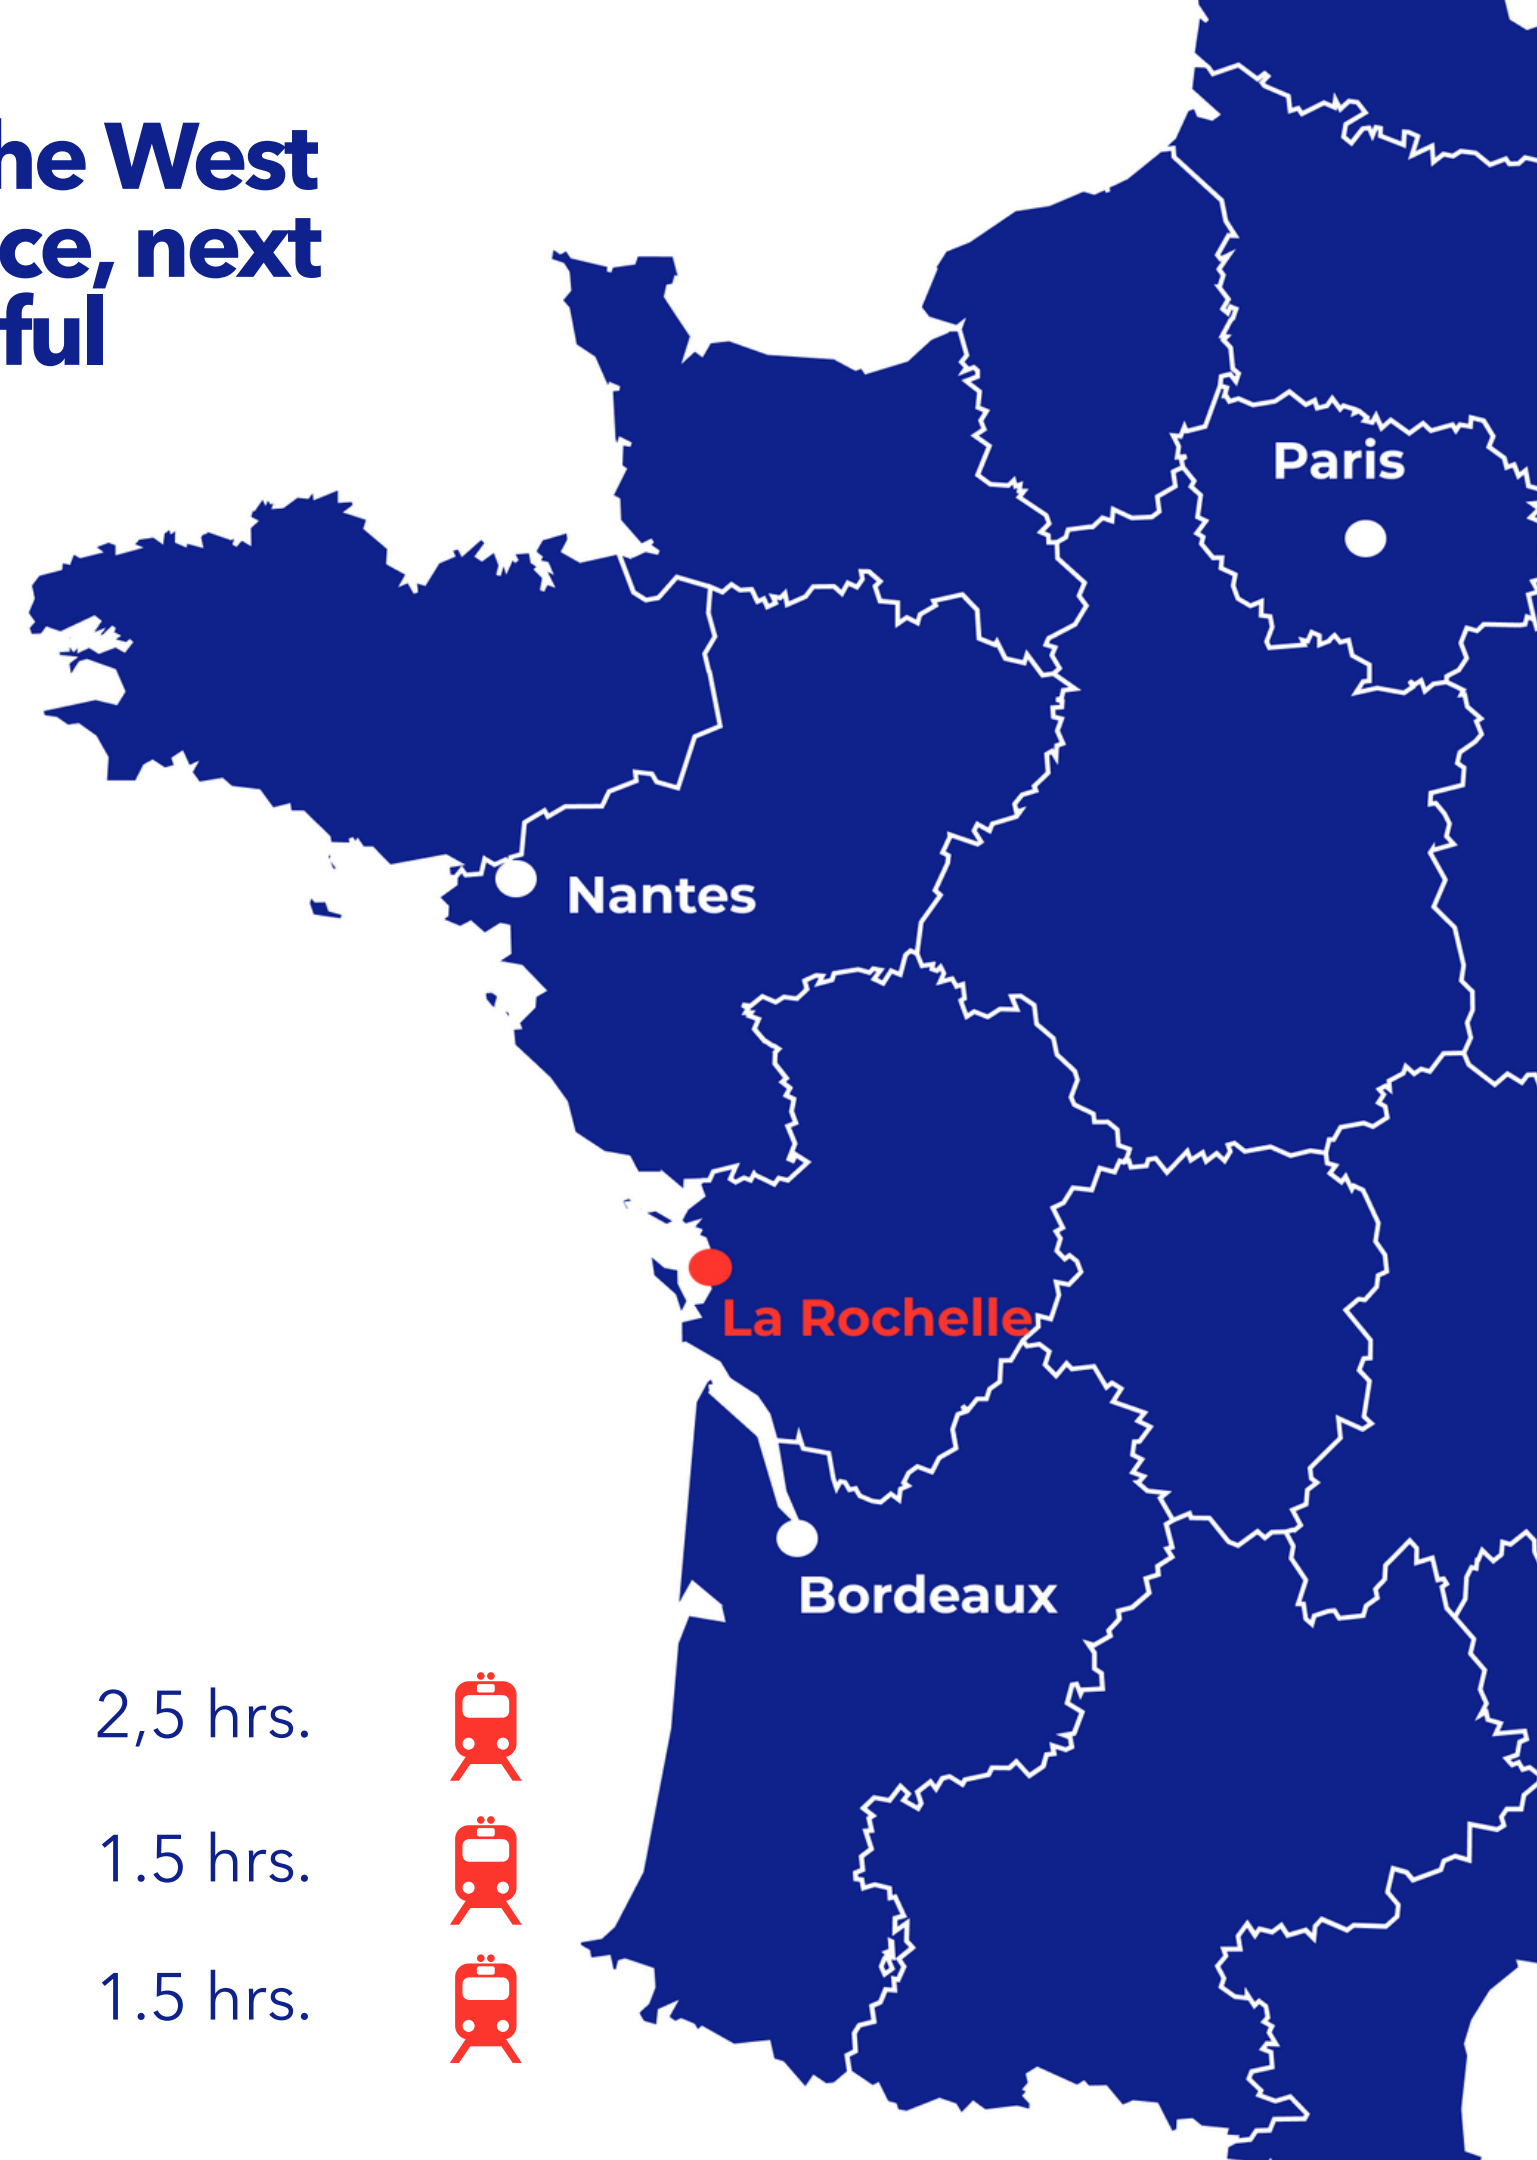 he West
ce, next
ful
Paris
Nantes
La Rochelle
Bordeaux
2,5 hrs.
1.5 hrs.
1.5 hrs.